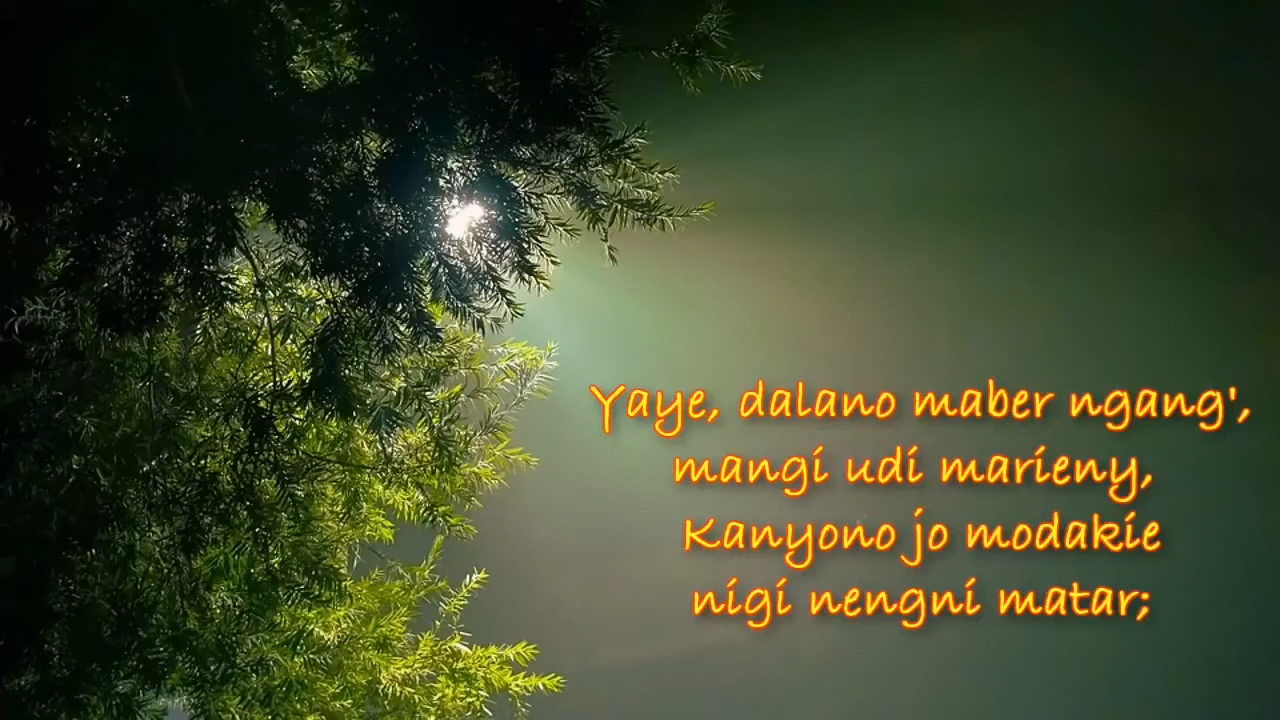 Yaye, dalano maber ngang',
mangi udi marieny,
Kanyono jo modakie
nigi nengni matar;